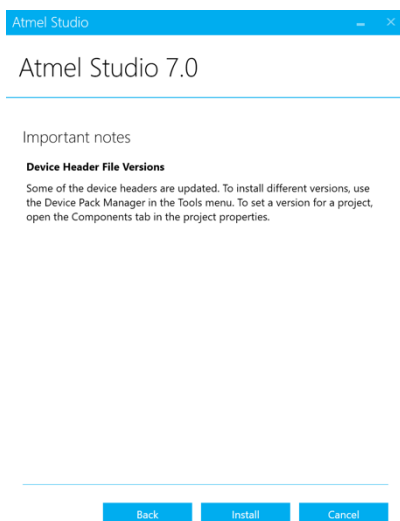 Atmel Studio
Atmel Studio 7.0
Important notes
Device Header File Versions
Some of the device headers are updated. To install different versions, use
the Device Pack Manager in the Tools menu. To set a version for a project,
open the Components tab in the project properties.
Back Install Cancel